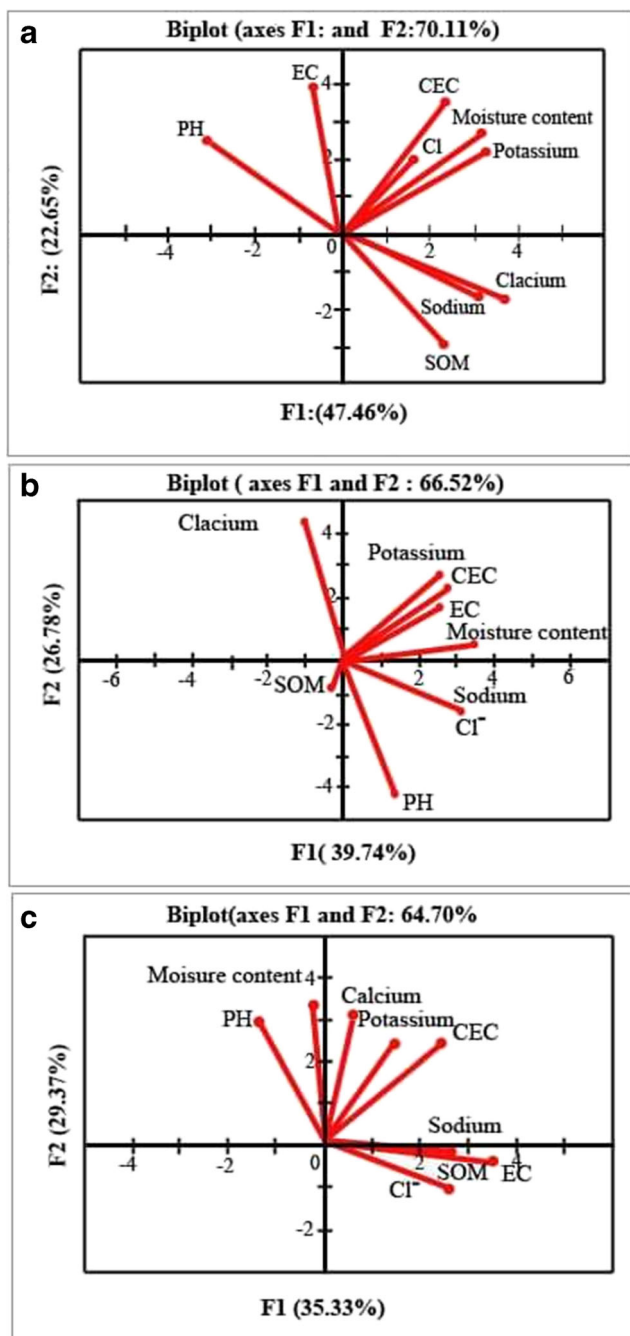 a
Biplot (axes F1: and F2:70.11%)
EC
4
CEC
PH
Moisture content
Cl
2
Potassium
F2: (22.65%)
-4
-2
0
2
4
Clacium
Sodium
-2
SOM
F1:(47.46%)
b
Biplot ( axes F1 and F2 : 66.52%)
Clacium
4
Potassium
CEC
2
EC
Moisture content
F2 (26.78%)
-6
-4
-2
SOM
2
4
6
Sodium
-2
Cl⁻
-4
PH
F1( 39.74%)
c
Biplot(axes F1 and F2: 64.70%
Moisure content
4
Calcium
PH
Potassium
CEC
2
F2 (29.37%)
Sodium
-4
-2
0
2
4
SOM
EC
Cl⁻
-2
F1 (35.33%)